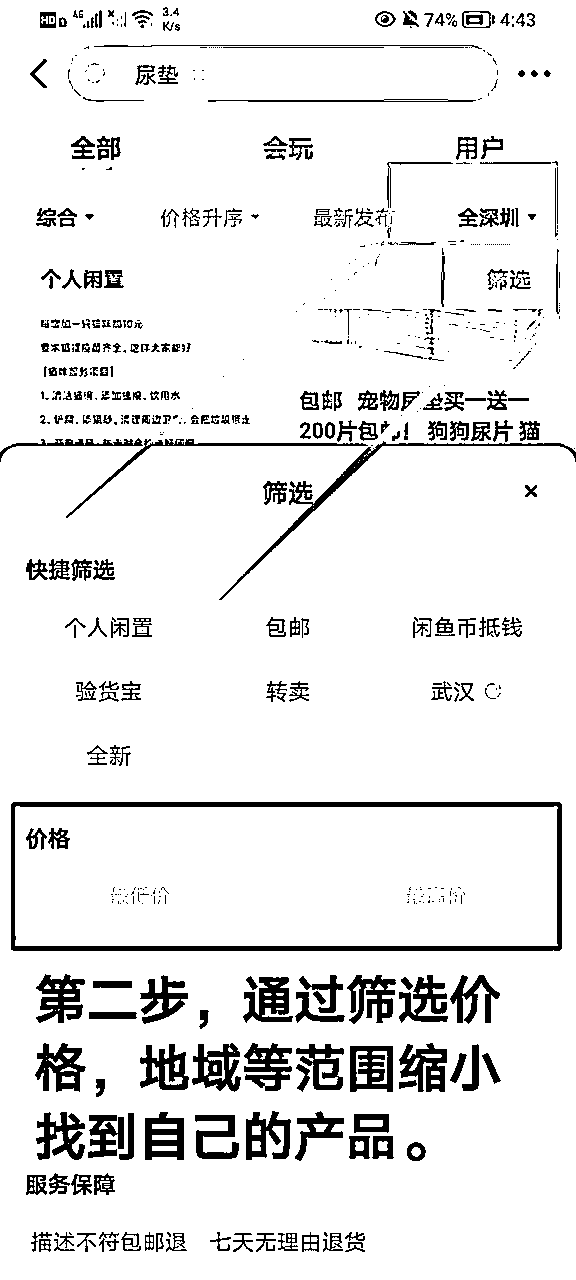 HD 46 3.4 K/s 74% 4:43
尿垫
全部 会玩 用户
综合 价格升序 最新发布 全深圳
个人闲置 筛选
包邮 宠物尿垫买一送一
200片包邮! 狗狗尿片 猫
筛选 ×
快捷筛选
个人闲置 包邮 闲鱼币抵钱
验货宝 转卖 武汉
全新
价格
最低价 最高价
第二步，通过筛选价
格，地域等范围缩小
找到自己的产品。
服务保障
描述不符包邮退 七天无理由退货